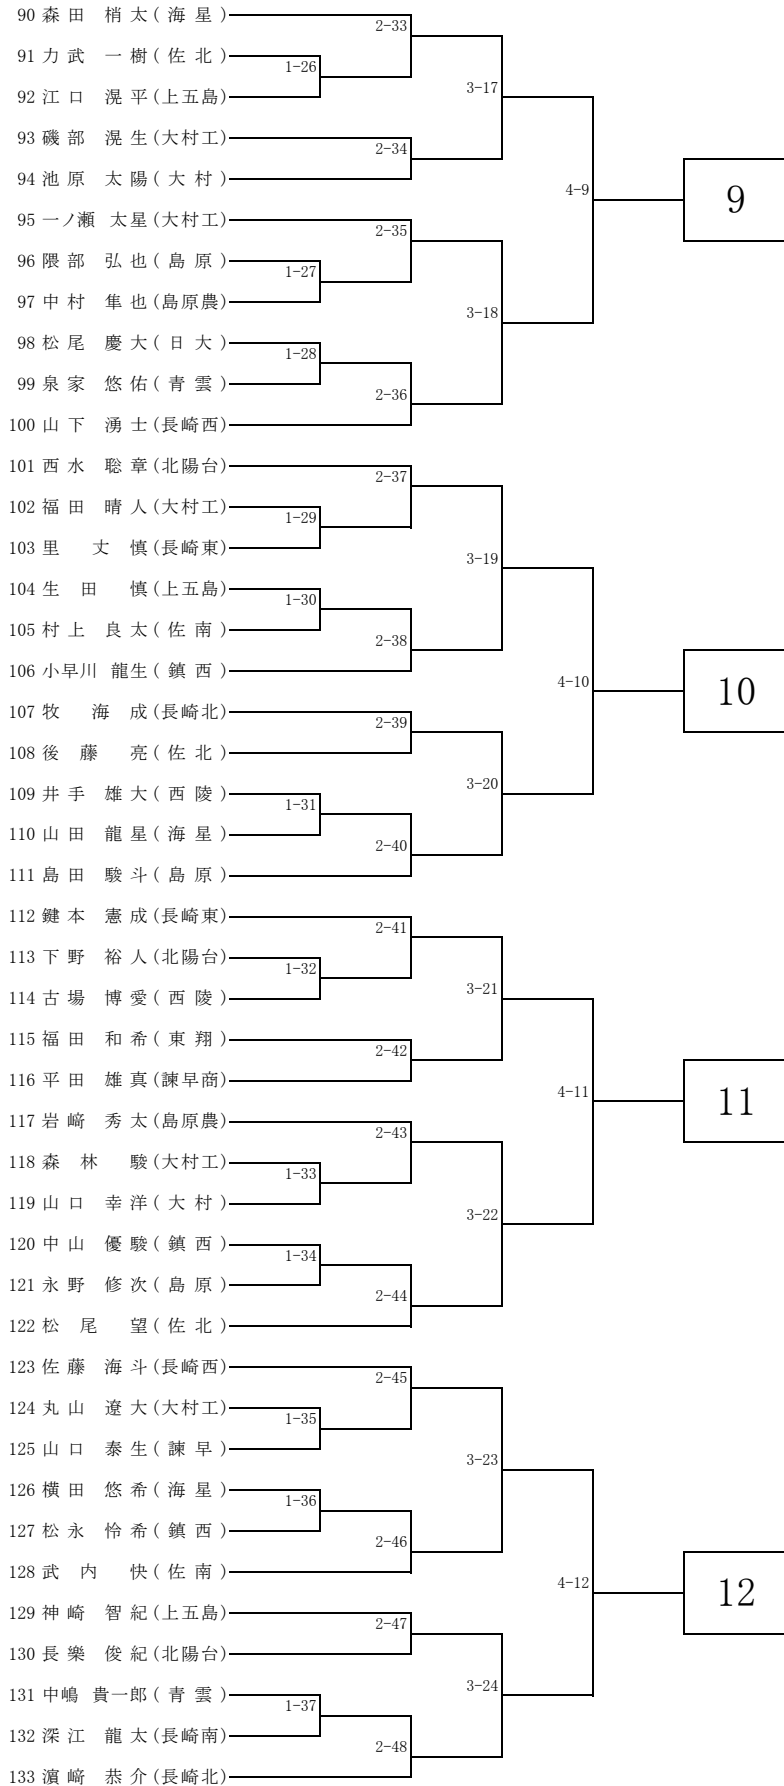 90 森田 梢太(海星)
2-33
91 力武 一樹(佐北)
1-26
92 江口 滉平(上五島)
3-17
93 磯部 滉生(大村工)
2-34
94 池原 太陽(大村)
4-9
9
95 一ノ瀬 太星(大村工)
2-35
96 隈部 弘也(島原)
1-27
97 中村 隼也(島原農)
3-18
98 松尾 慶大(日大)
1-28
99 泉家 悠佑(青雲)
2-36
100 山下 湧士(長崎西)
101 西水 聡章(北陽台)
2-37
102 福田 晴人(大村工)
1-29
103 里 丈慎(長崎東)
3-19
104 生田 慎(上五島)
1-30
105 村上 良太(佐南)
2-38
106 小早川 龍生(鎮西)
4-10
10
107 牧 海成(長崎北)
2-39
108 後藤 亮(佐北)
3-20
109 井手 雄大(西陵)
1-31
110 山田 龍星(海星)
2-40
111 島田 駿斗(島原)
112 鍵本 憲成(長崎東)
2-41
113 下野 裕人(北陽台)
1-32
114 古場 博愛(西陵)
3-21
115 福田 和希(東翔)
2-42
116 平田 雄真(諫早商)
4-11
11
117 岩﨑 秀太(島原農)
2-43
118 森林 駿(大村工)
1-33
119 山口 幸洋(大村)
3-22
120 中山 優駿(鎮西)
1-34
121 永野 修次(島原)
2-44
122 松尾 望(佐北)
123 佐藤 海斗(長崎西)
2-45
124 丸山 遼大(大村工)
1-35
125 山口 泰生(諫早)
3-23
126 横田 悠希(海星)
1-36
127 松永 怜希(鎮西)
2-46
128 武内 快(佐南)
4-12
12
129 神崎 智紀(上五島)
2-47
130 長樂 俊紀(北陽台)
3-24
131 中嶋 貴一郎(青雲)
1-37
132 深江 龍太(長崎南)
2-48
133 濵﨑 恭介(長崎北)